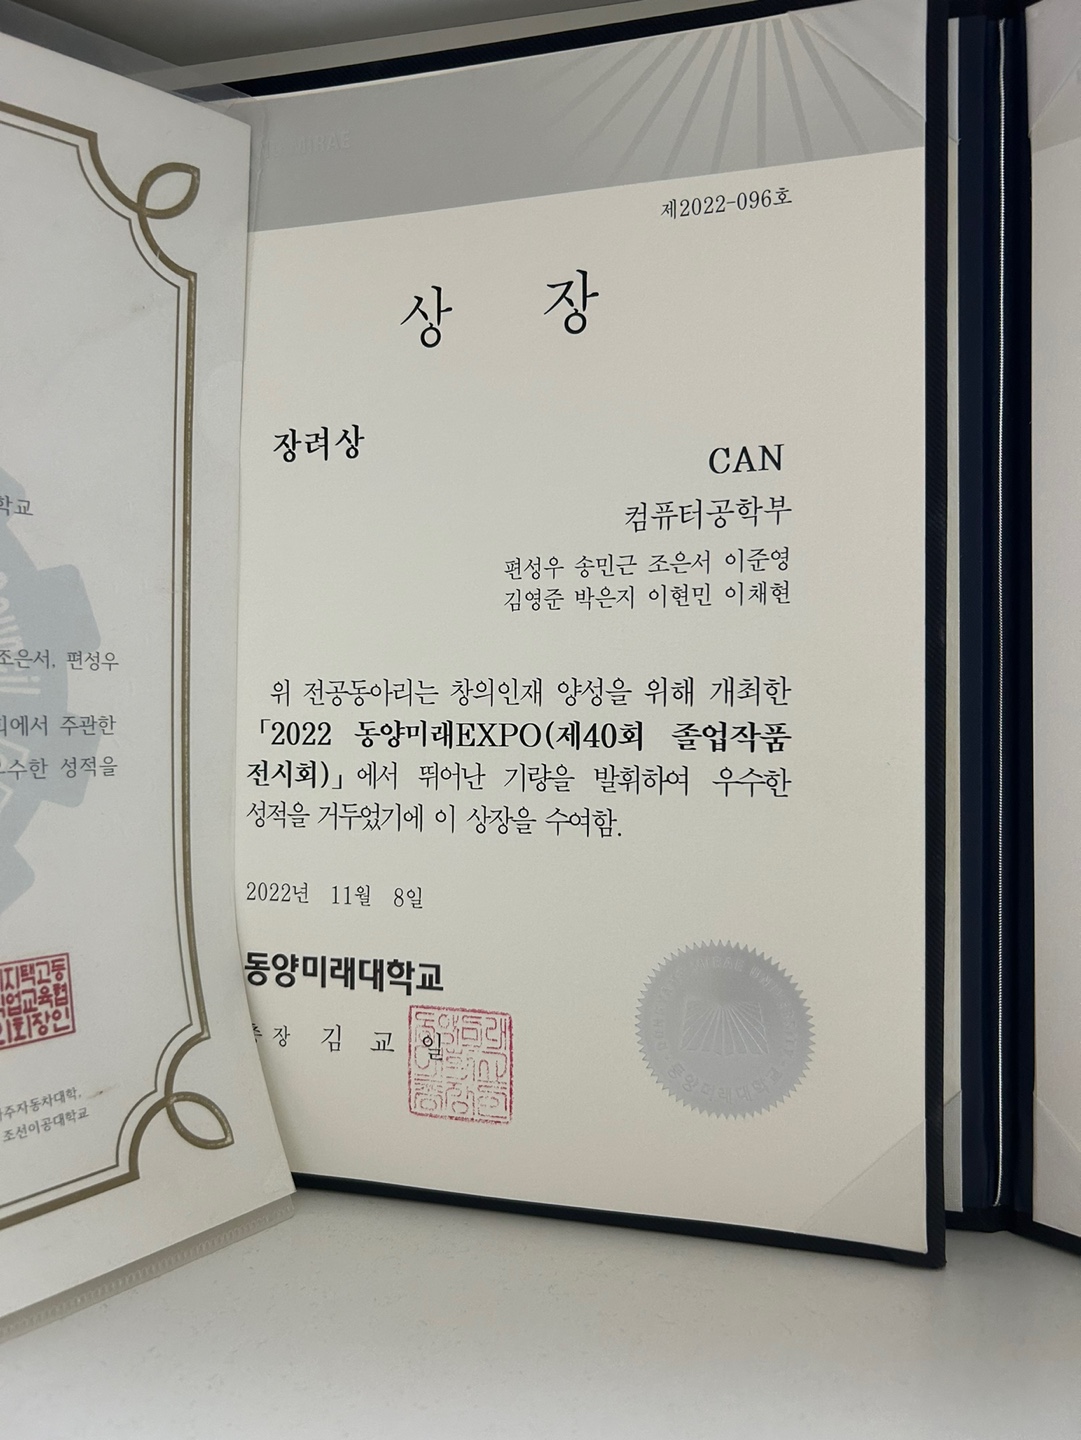 학교
조은서, 편성우
에서 주관한
우수한 성적을
자동차대학,
조선이공대학교
제2022-096호
상 장
장려상
CAN
컴퓨터공학부
편성우 송민근 조은서 이준영
김영준 박은지 이현민 이채현
위 전공동아리는 창의인재 양성을 위해 개최한
「2022 동양미래EXPO(제40회 졸업작품
전시회)」에서 뛰어난 기량을 발휘하여 우수한
성적을 거두었기에 이 상장을 수여함.
2022년 11월 8일
동양미래대학교
총장 김교일
동양미래대학교